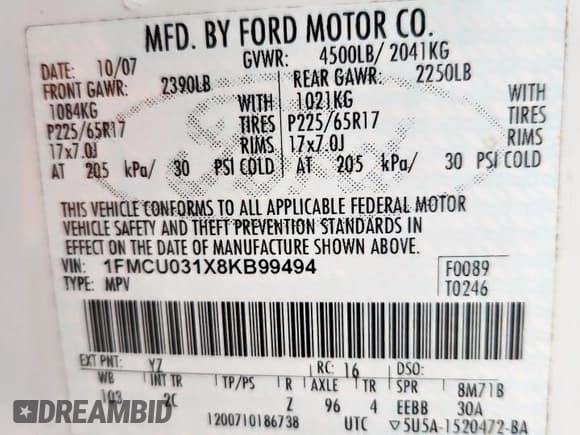 MFD. BY FORD MOTOR CO.
DATE: 10/07 GVWR: 4500LB/ 2041KG
FRONT GAWR: 2390LB REAR GAWR: 2250LB
1084KG WITH 1021KG WITH
P225/65R17 TIRES P225/65R17 TIRES
17x7.0J RIMS 17x7.0J RIMS
AT 205 kPa/ 30 PSI COLD AT 205 kPa/ 30 PSI COLD
THIS VEHICLE CONFORMS TO ALL APPLICABLE FEDERAL MOTOR
VEHICLE SAFETY AND THEFT PREVENTION STANDARDS IN
EFFECT ON THE DATE OF MANUFACTURE SHOWN ABOVE.
VIN: 1FMCU031X8KB99494 F0089
TYPE: MPV T0246
EXT PNT: YZ RC: 16 DSO:
WB INT TR TP/PS R AXLE TR SPR 8M71B
103 2C Z 96 4 EEBB 30A
1200710186738 UT 5U5A-1520472-BA
DREAMBID